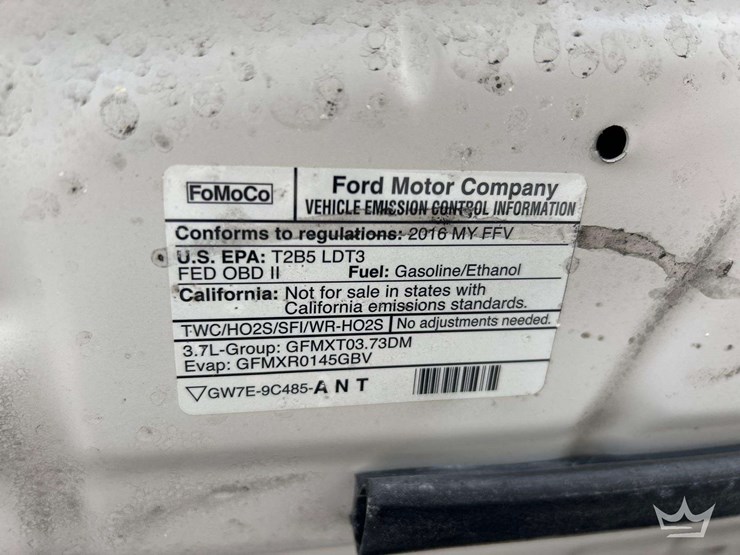 FoMoCo
Ford Motor Company
VEHICLE EMISSION CONTROL INFORMATION
Conforms to regulations: 2016 MY FFV
U.S. EPA: T2B5 LDT3
FED OBD II Fuel: Gasoline/Ethanol
California: Not for sale in states with
California emissions standards.
TWC/HO2S/SFI/WR-HO2S No adjustments needed.
3.7L-Group: GFMXT03.73DM
Evap: GFMXR0145GBV
GW7E-9C485-A N T